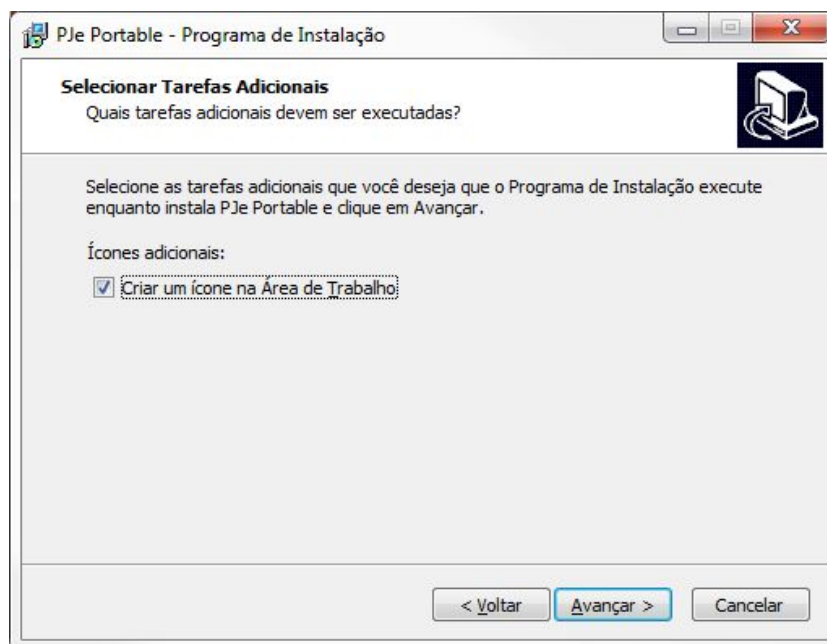 PJe Portable - Programa de Instalação
Selecionar Tarefas Adicionais
Quais tarefas adicionais devem ser executadas?
Selecione as tarefas adicionais que você deseja que o Programa de Instalação execute
enquanto instala PJe Portable e clique em Avançar.
Ícones adicionais:
Criar um ícone na Área de Trabalho
< Voltar
Avançar >
Cancelar